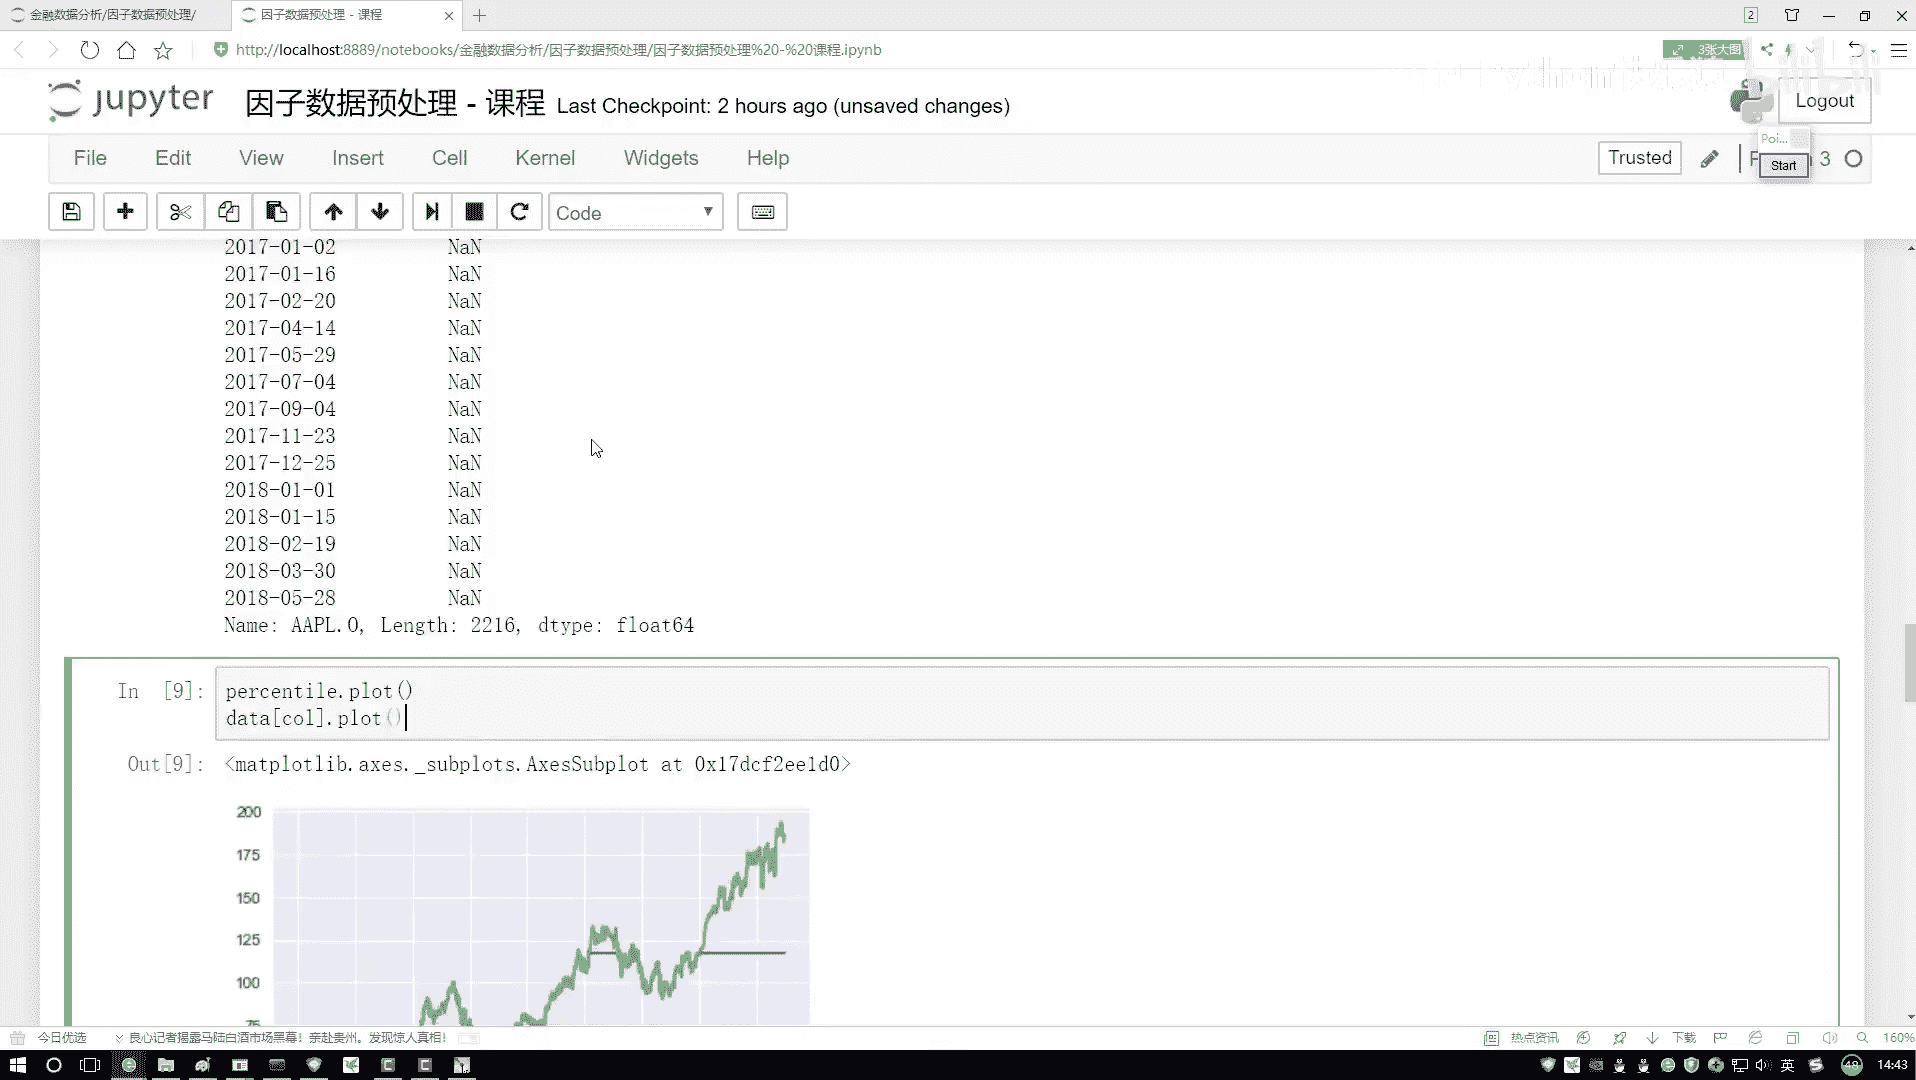 金融数据分析/因子数据预处理/
因子数据预处理 - 课程
2
http://localhost:8889/notebooks/金融数据分析/因子数据预处理/因子数据预处理%20-%20课程.ipynb
3张大图
bilibili
jupyter
因子数据预处理 - 课程
Last Checkpoint: 2 hours ago (unsaved changes)
Logout
Poi...
File Edit View Insert Cell Kernel Widgets Help
Trusted
Start
3
Code
2017-01-02 NaN
2017-01-16 NaN
2017-02-20 NaN
2017-04-14 NaN
2017-05-29 NaN
2017-07-04 NaN
2017-09-04 NaN
2017-11-23 NaN
2017-12-25 NaN
2018-01-01 NaN
2018-01-15 NaN
2018-02-19 NaN
2018-03-30 NaN
2018-05-28 NaN
Name: AAPL.O, Length: 2216, dtype: float64
In [9]: percentile.plot()
data[col].plot()
Out[9]: <matplotlib.axes._subplots.AxesSubplot at 0x17dcf2ee1d0>
200
175
150
125
100
75
今日优选
良心记者揭露马陆白酒市场黑幕！亲赴贵州。发现惊人真相！
热点资讯
下载
160%
英
48
14:43